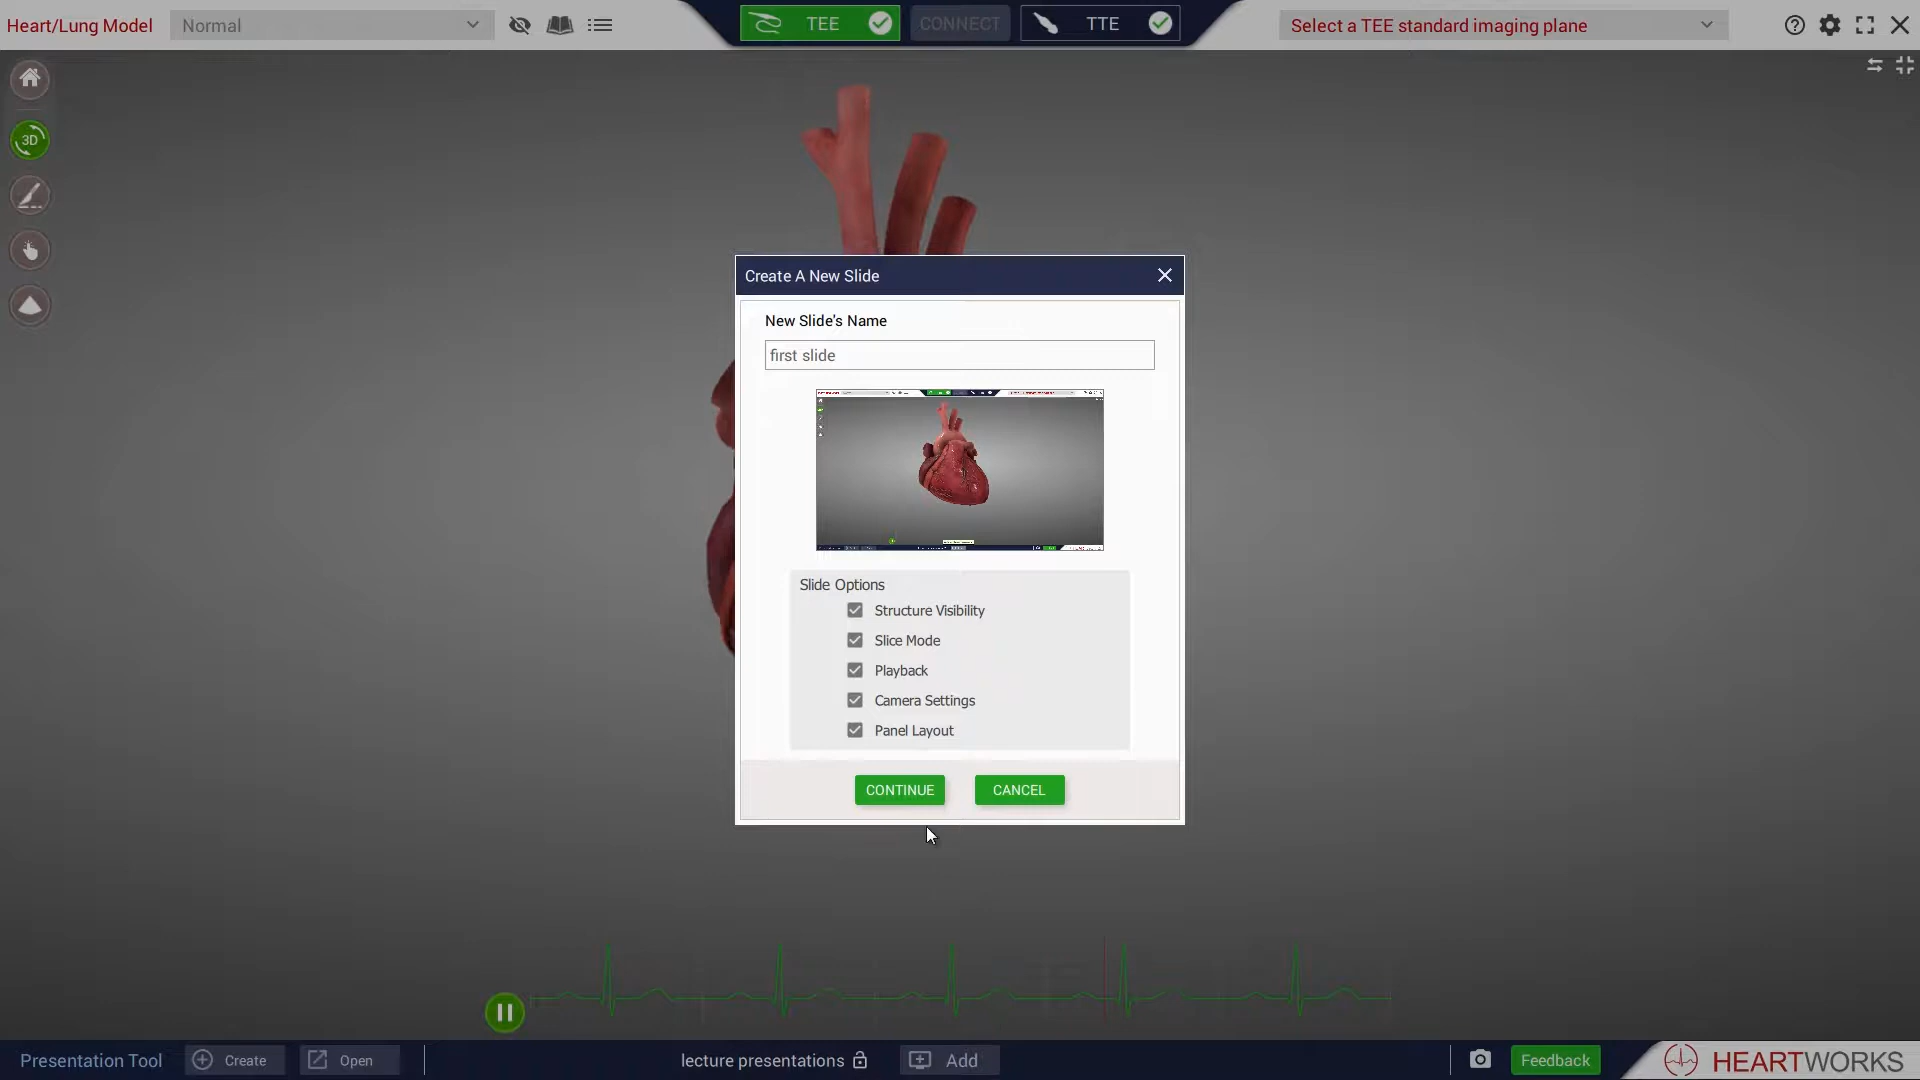 Heart/Lung Model
Normal
TEE
CONNECT
TTE
Select a TEE standard imaging plane
3D
Create A New Slide
New Slide's Name
first slide
Slide Options
Structure Visibility
Slice Mode
Playback
Camera Settings
Panel Layout
CONTINUE
CANCEL
Presentation Tool
Create
Open
lecture presentations
Add
Feedback
HEARTWORKS